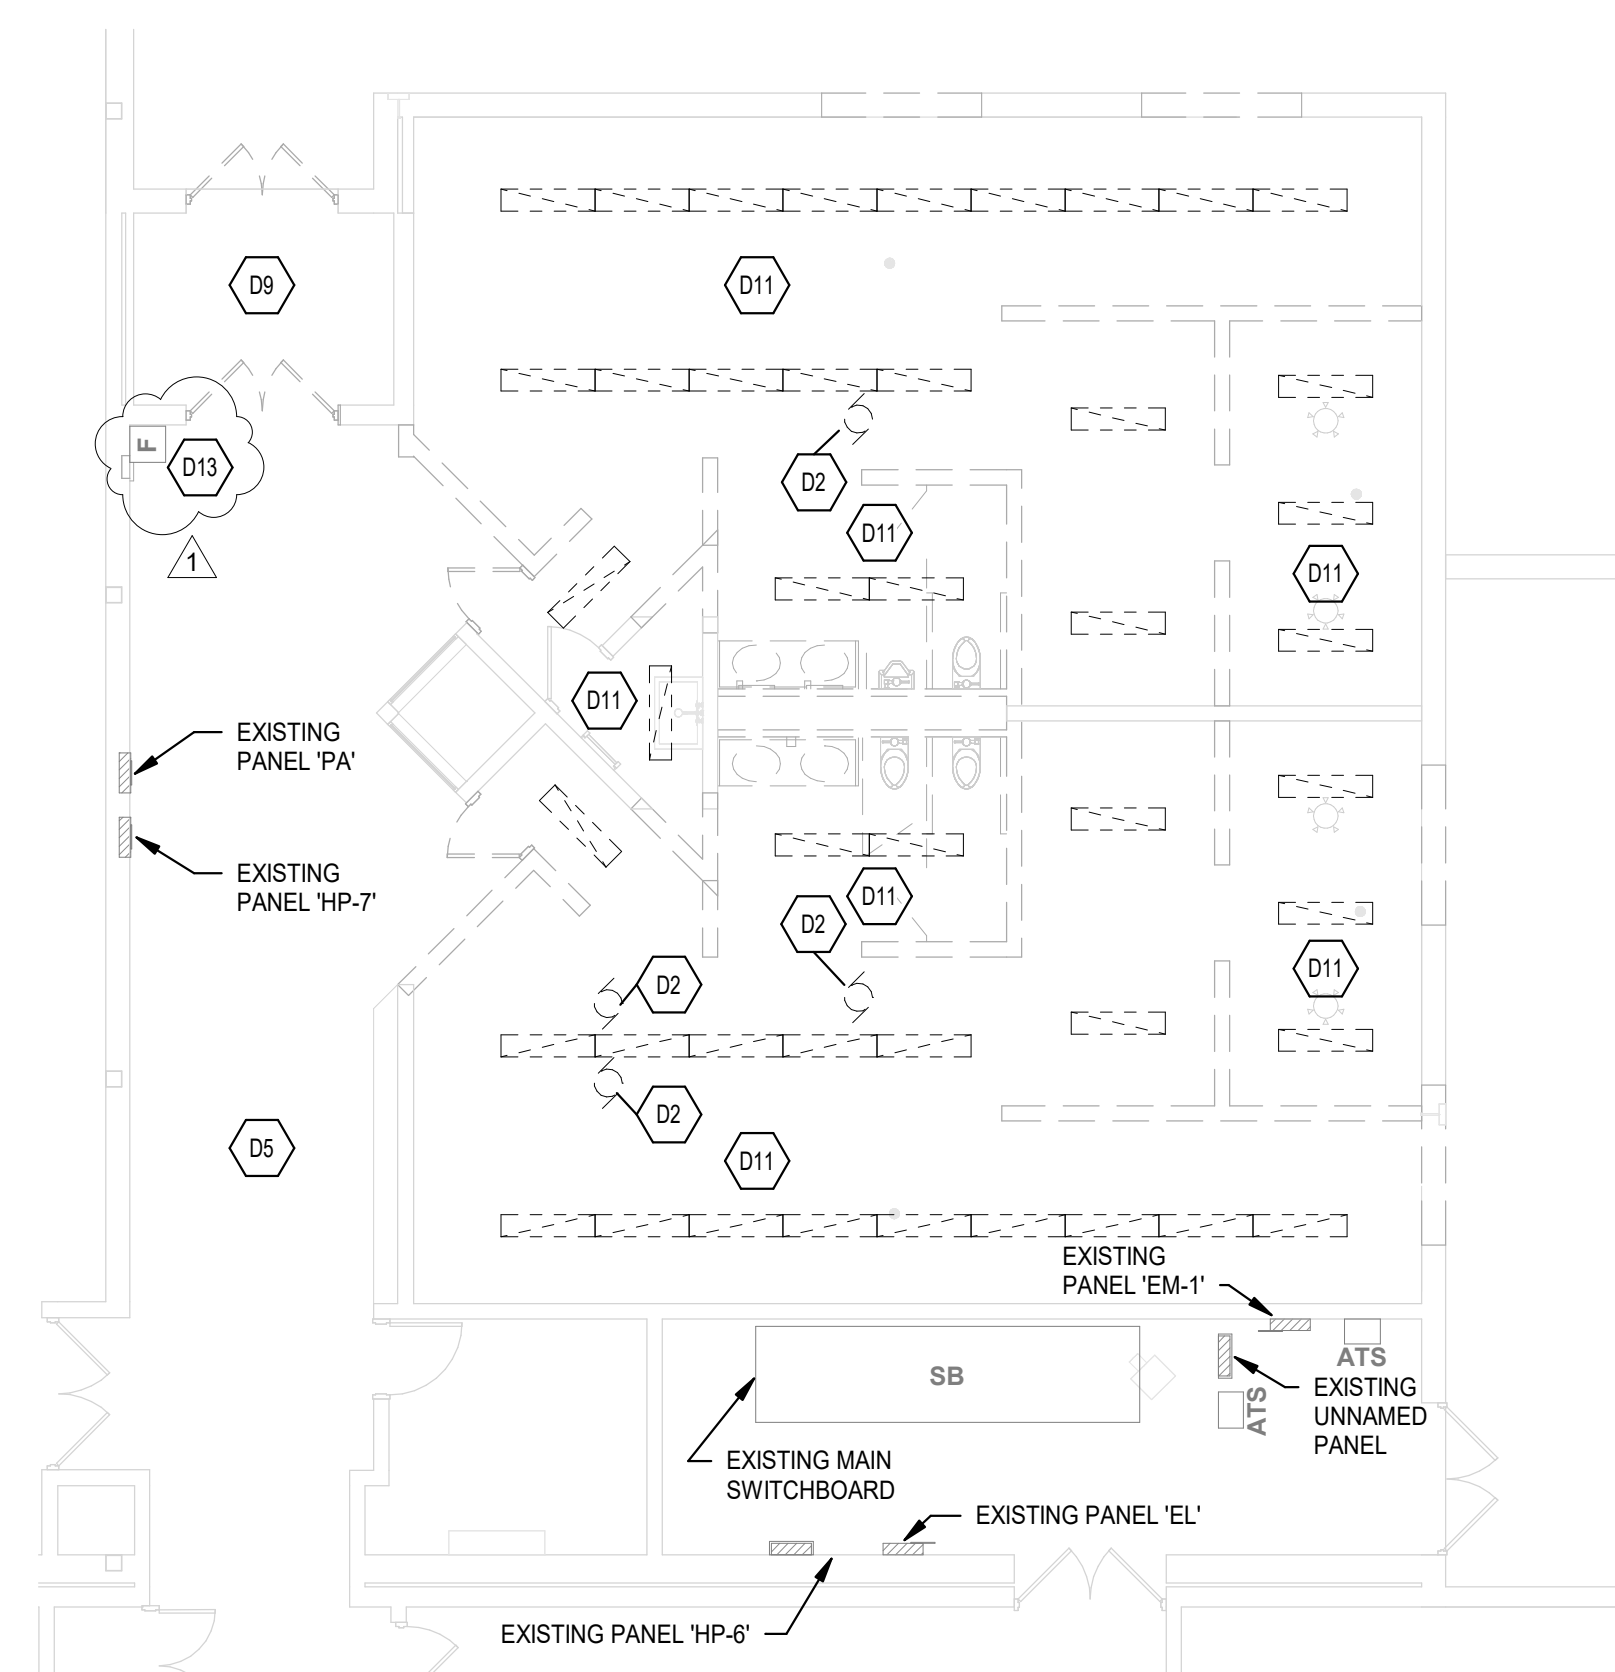 D9
D11
F
D13
D2
D11
1
D11
D11
EXISTING
PANEL 'PA'
EXISTING
PANEL 'HP-7'
D11
D2
D11
D2
D2
D5
D11
EXISTING
PANEL 'EM-1'
SB
ATS
ATS
EXISTING
UNNAMED
PANEL
EXISTING MAIN
SWITCHBOARD
EXISTING PANEL 'EL'
EXISTING PANEL 'HP-6'